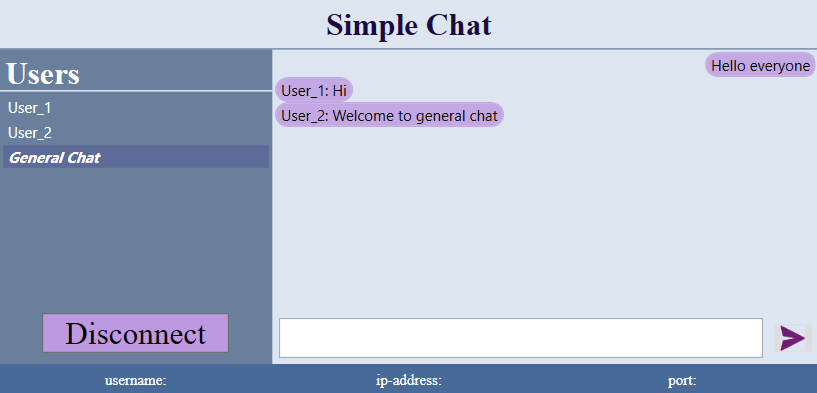 Simple Chat
Users
User_1
User_2
General Chat
Disconnect
Hello everyone
User_1: Hi
User_2: Welcome to general chat
username:
ip-address:
port: